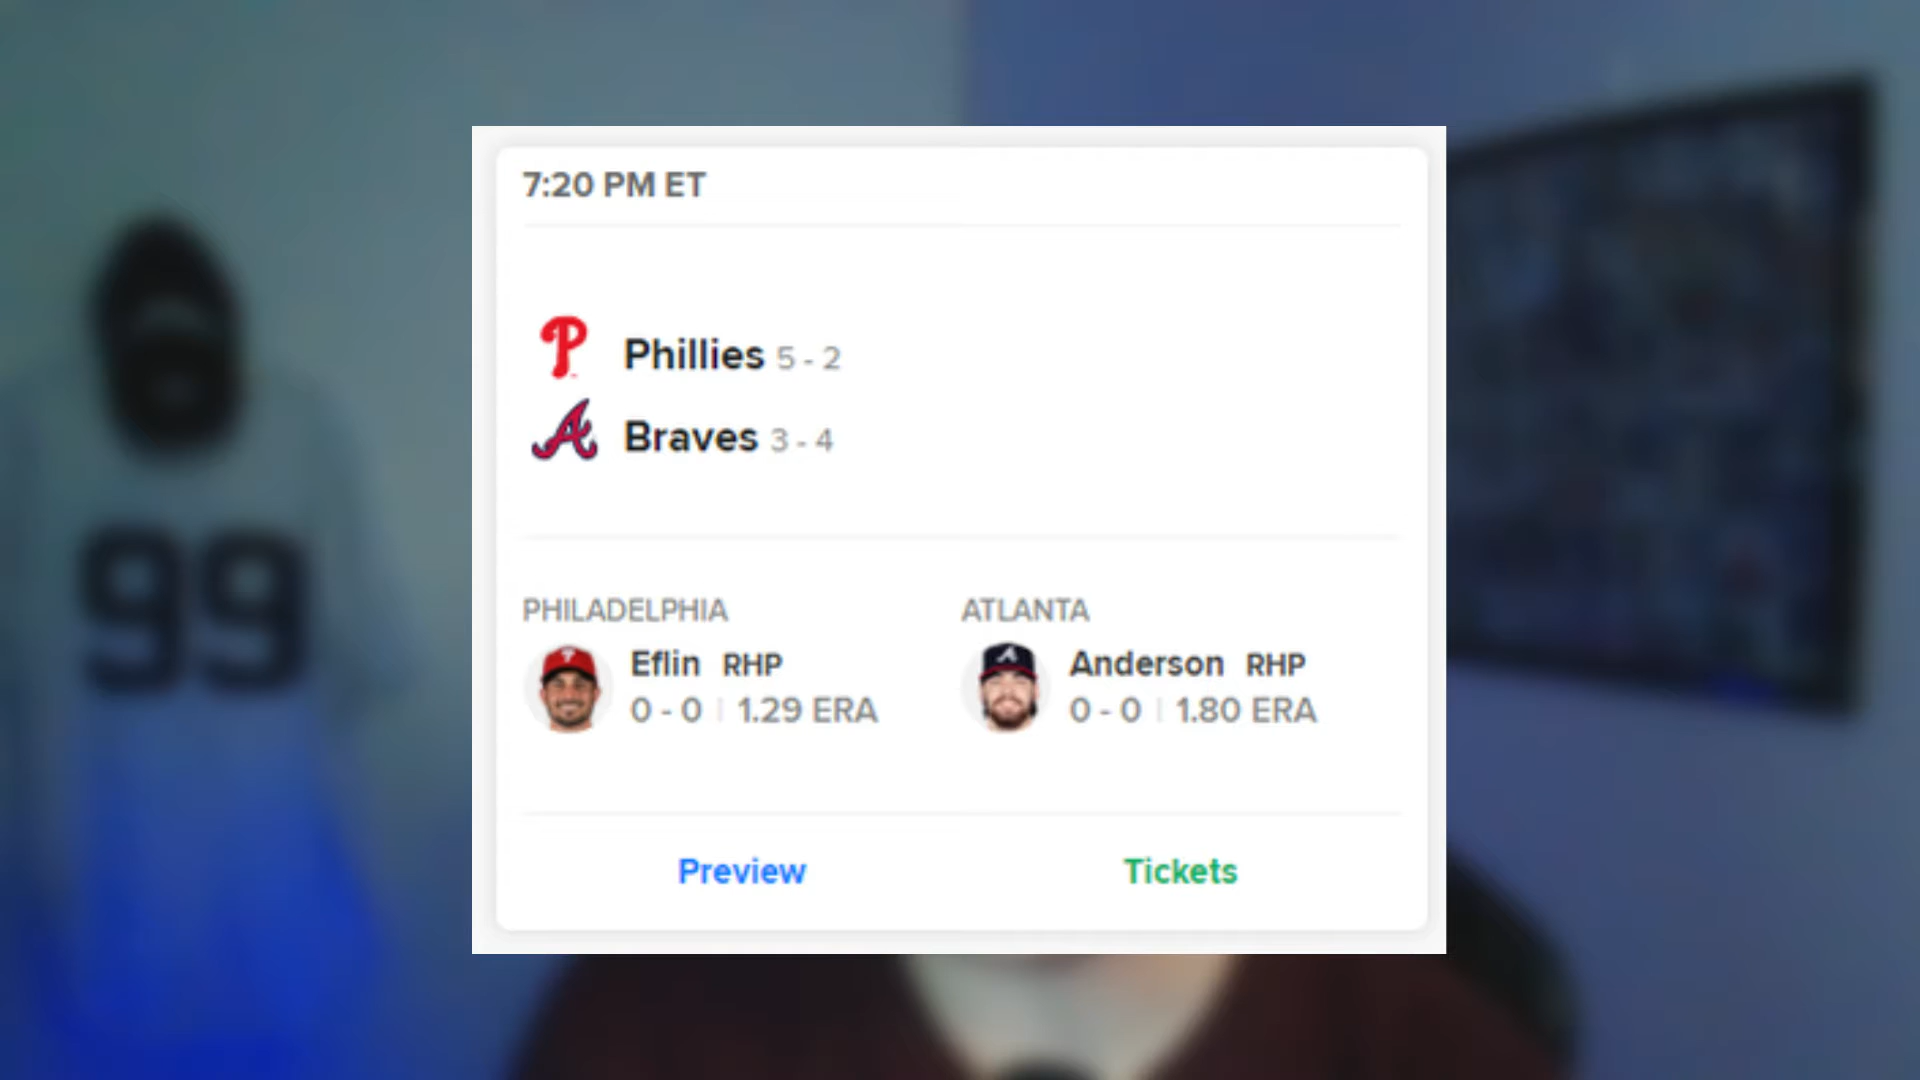 7:20 PM ET
Phillies 5 - 2
Braves 3 - 4
PHILADELPHIA
Eflin RHP
0 - 0 | 1.29 ERA
ATLANTA
Anderson RHP
0 - 0 | 1.80 ERA
Preview
Tickets
99